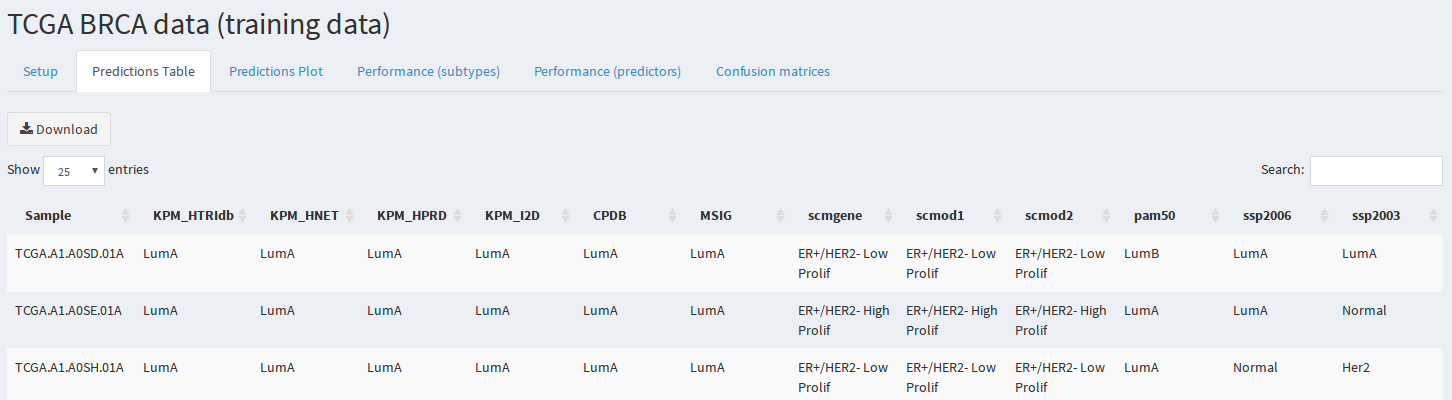 TCGA BRCA data (training data)
Setup Predictions Table Predictions Plot Performance (subtypes) Performance (predictors) Confusion matrices
Download
Show 25 entries Search:
Sample KPM_HTRIdb KPM_HNET KPM_HPRD KPM_I2D CPDB MSIG scmgene scmod1 scmod2 pam50 ssp2006 ssp2003
TCGA.A1.A0SD.01A LumA LumA LumA LumA LumA LumA ER+/HER2- Low ER+/HER2- Low ER+/HER2- Low LumB LumA LumA
Prolif Prolif Prolif
TCGA.A1.A0SE.01A LumA LumA LumA LumA LumA LumA ER+/HER2- High ER+/HER2- High ER+/HER2- High LumA LumA Normal
Prolif Prolif Prolif
TCGA.A1.A0SH.01A LumA LumA LumA LumA LumA LumA ER+/HER2- Low ER+/HER2- Low ER+/HER2- Low LumA Normal Her2
Prolif Prolif Prolif